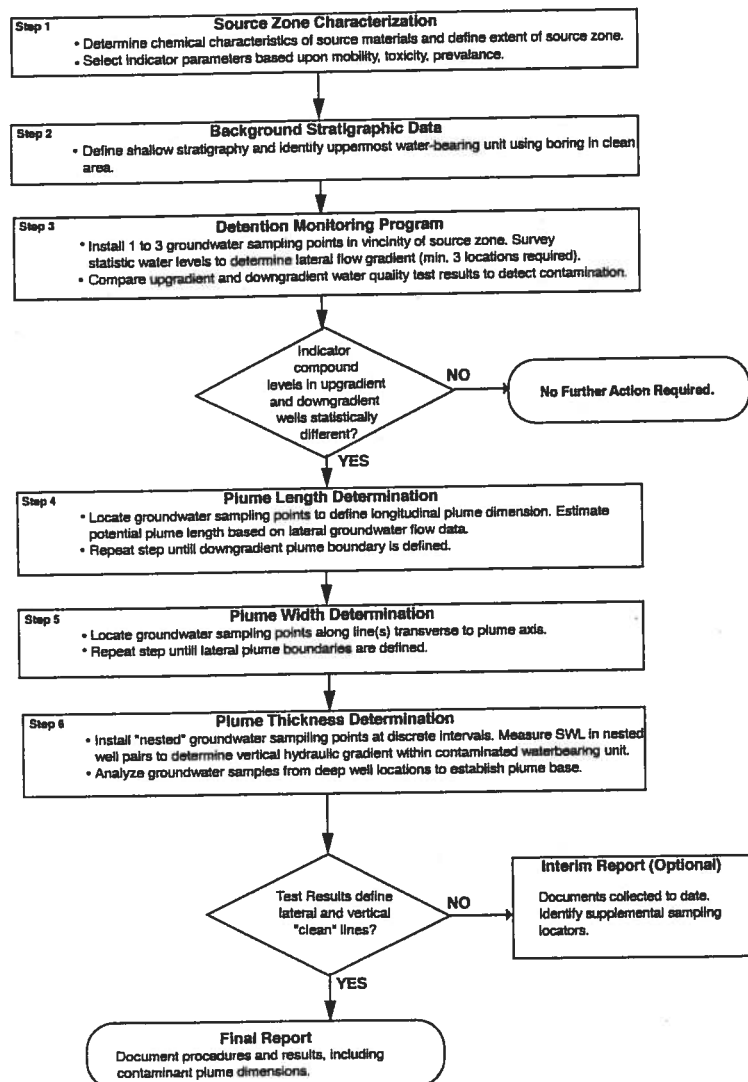 Step 1
Source Zone Characterization
• Determine chemical characteristics of source materials and define extent of source zone.
• Select indicator parameters based upon mobility, toxicity, prevalance.
Step 2
Background Stratigraphic Data
• Define shallow stratigraphy and identify uppermost water-bearing unit using boring in clean
area.
Step 3
Detention Monitoring Program
• Install 1 to 3 groundwater sampling points in vincinity of source zone. Survey
statistic water levels to determine lateral flow gradient (min. 3 locations required).
• Compare upgradient and downgradient water quality test results to detect contamination.
Indicator
compound
levels in upgradient
and downgradient
wells statistically
different?
NO
No Further Action Required.
YES
Step 4
Plume Length Determination
• Locate groundwater sampling points to define longitudinal plume dimension. Estimate
potential plume length based on lateral groundwater flow data.
• Repeat step untill downgradient plume boundary is defined.
Step 5
Plume Width Determination
• Locate groundwater sampling points along line(s) transverse to plume axis.
• Repeat step untill lateral plume boundaries are defined.
Step 6
Plume Thickness Determination
• Install "nested" groundwater sampiling points at discrete intervals. Measure SWL in nested
well pairs to determine vertical hydraulic gradient within contaminated waterbearing unit.
• Analyze groundwater samples from deep well locations to establish plume base.
Test Results define
lateral and vertical
"clean" lines?
NO
Interim Report (Optional)
Documents collected to date.
Identify supplemental sampling
locators.
YES
Final Report
Document procedures and results, including
contaminant plume dimensions.